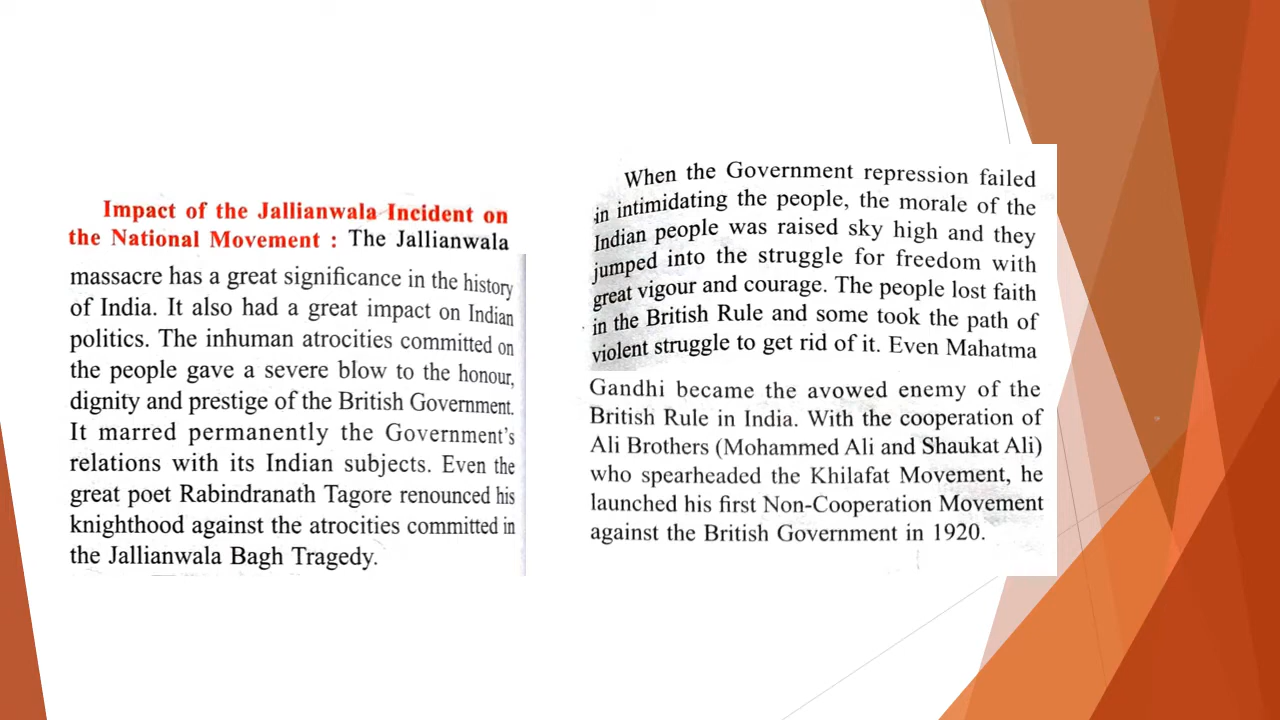 Impact of the Jallianwala Incident on
the National Movement : The Jallianwala
massacre has a great significance in the history
of India. It also had a great impact on Indian
politics. The inhuman atrocities committed on
the people gave a severe blow to the honour,
dignity and prestige of the British Government.
It marred permanently the Government's
relations with its Indian subjects. Even the
great poet Rabindranath Tagore renounced his
knighthood against the atrocities committed in
the Jallianwala Bagh Tragedy.
When the Government repression failed
in intimidating the people, the morale of the
Indian people was raised sky high and they
jumped into the struggle for freedom with
great vigour and courage. The people lost faith
in the British Rule and some took the path of
violent struggle to get rid of it. Even Mahatma
Gandhi became the avowed enemy of the
British Rule in India. With the cooperation of
Ali Brothers (Mohammed Ali and Shaukat Ali)
who spearheaded the Khilafat Movement, he
launched his first Non-Cooperation Movement
against the British Government in 1920.